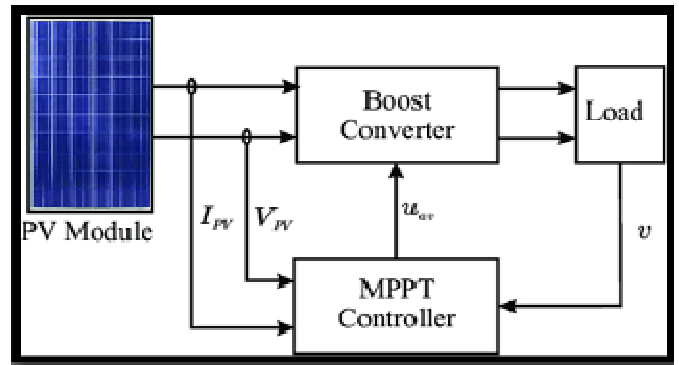 Boost
Converter
Load
PV Module
I_PV
V_PV
u_av
v
MPPT
Controller